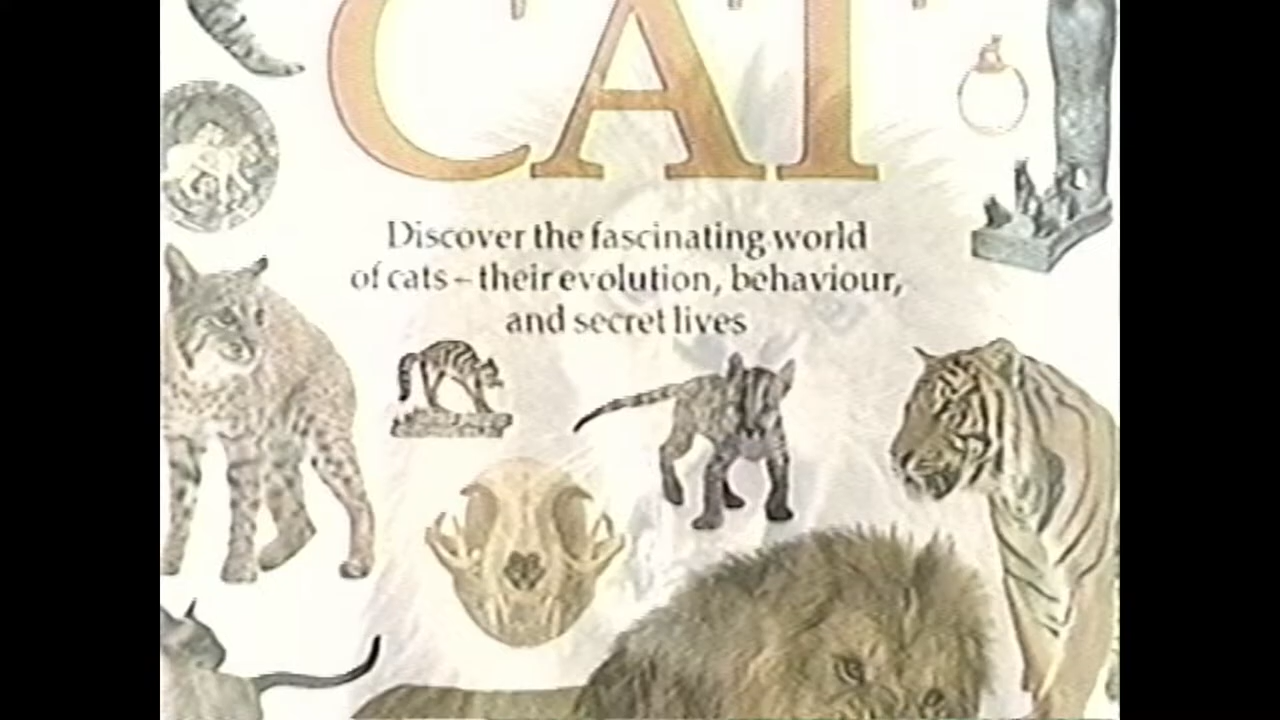 CAT
Discover the fascinating world
of cats – their evolution, behaviour,
and secret lives